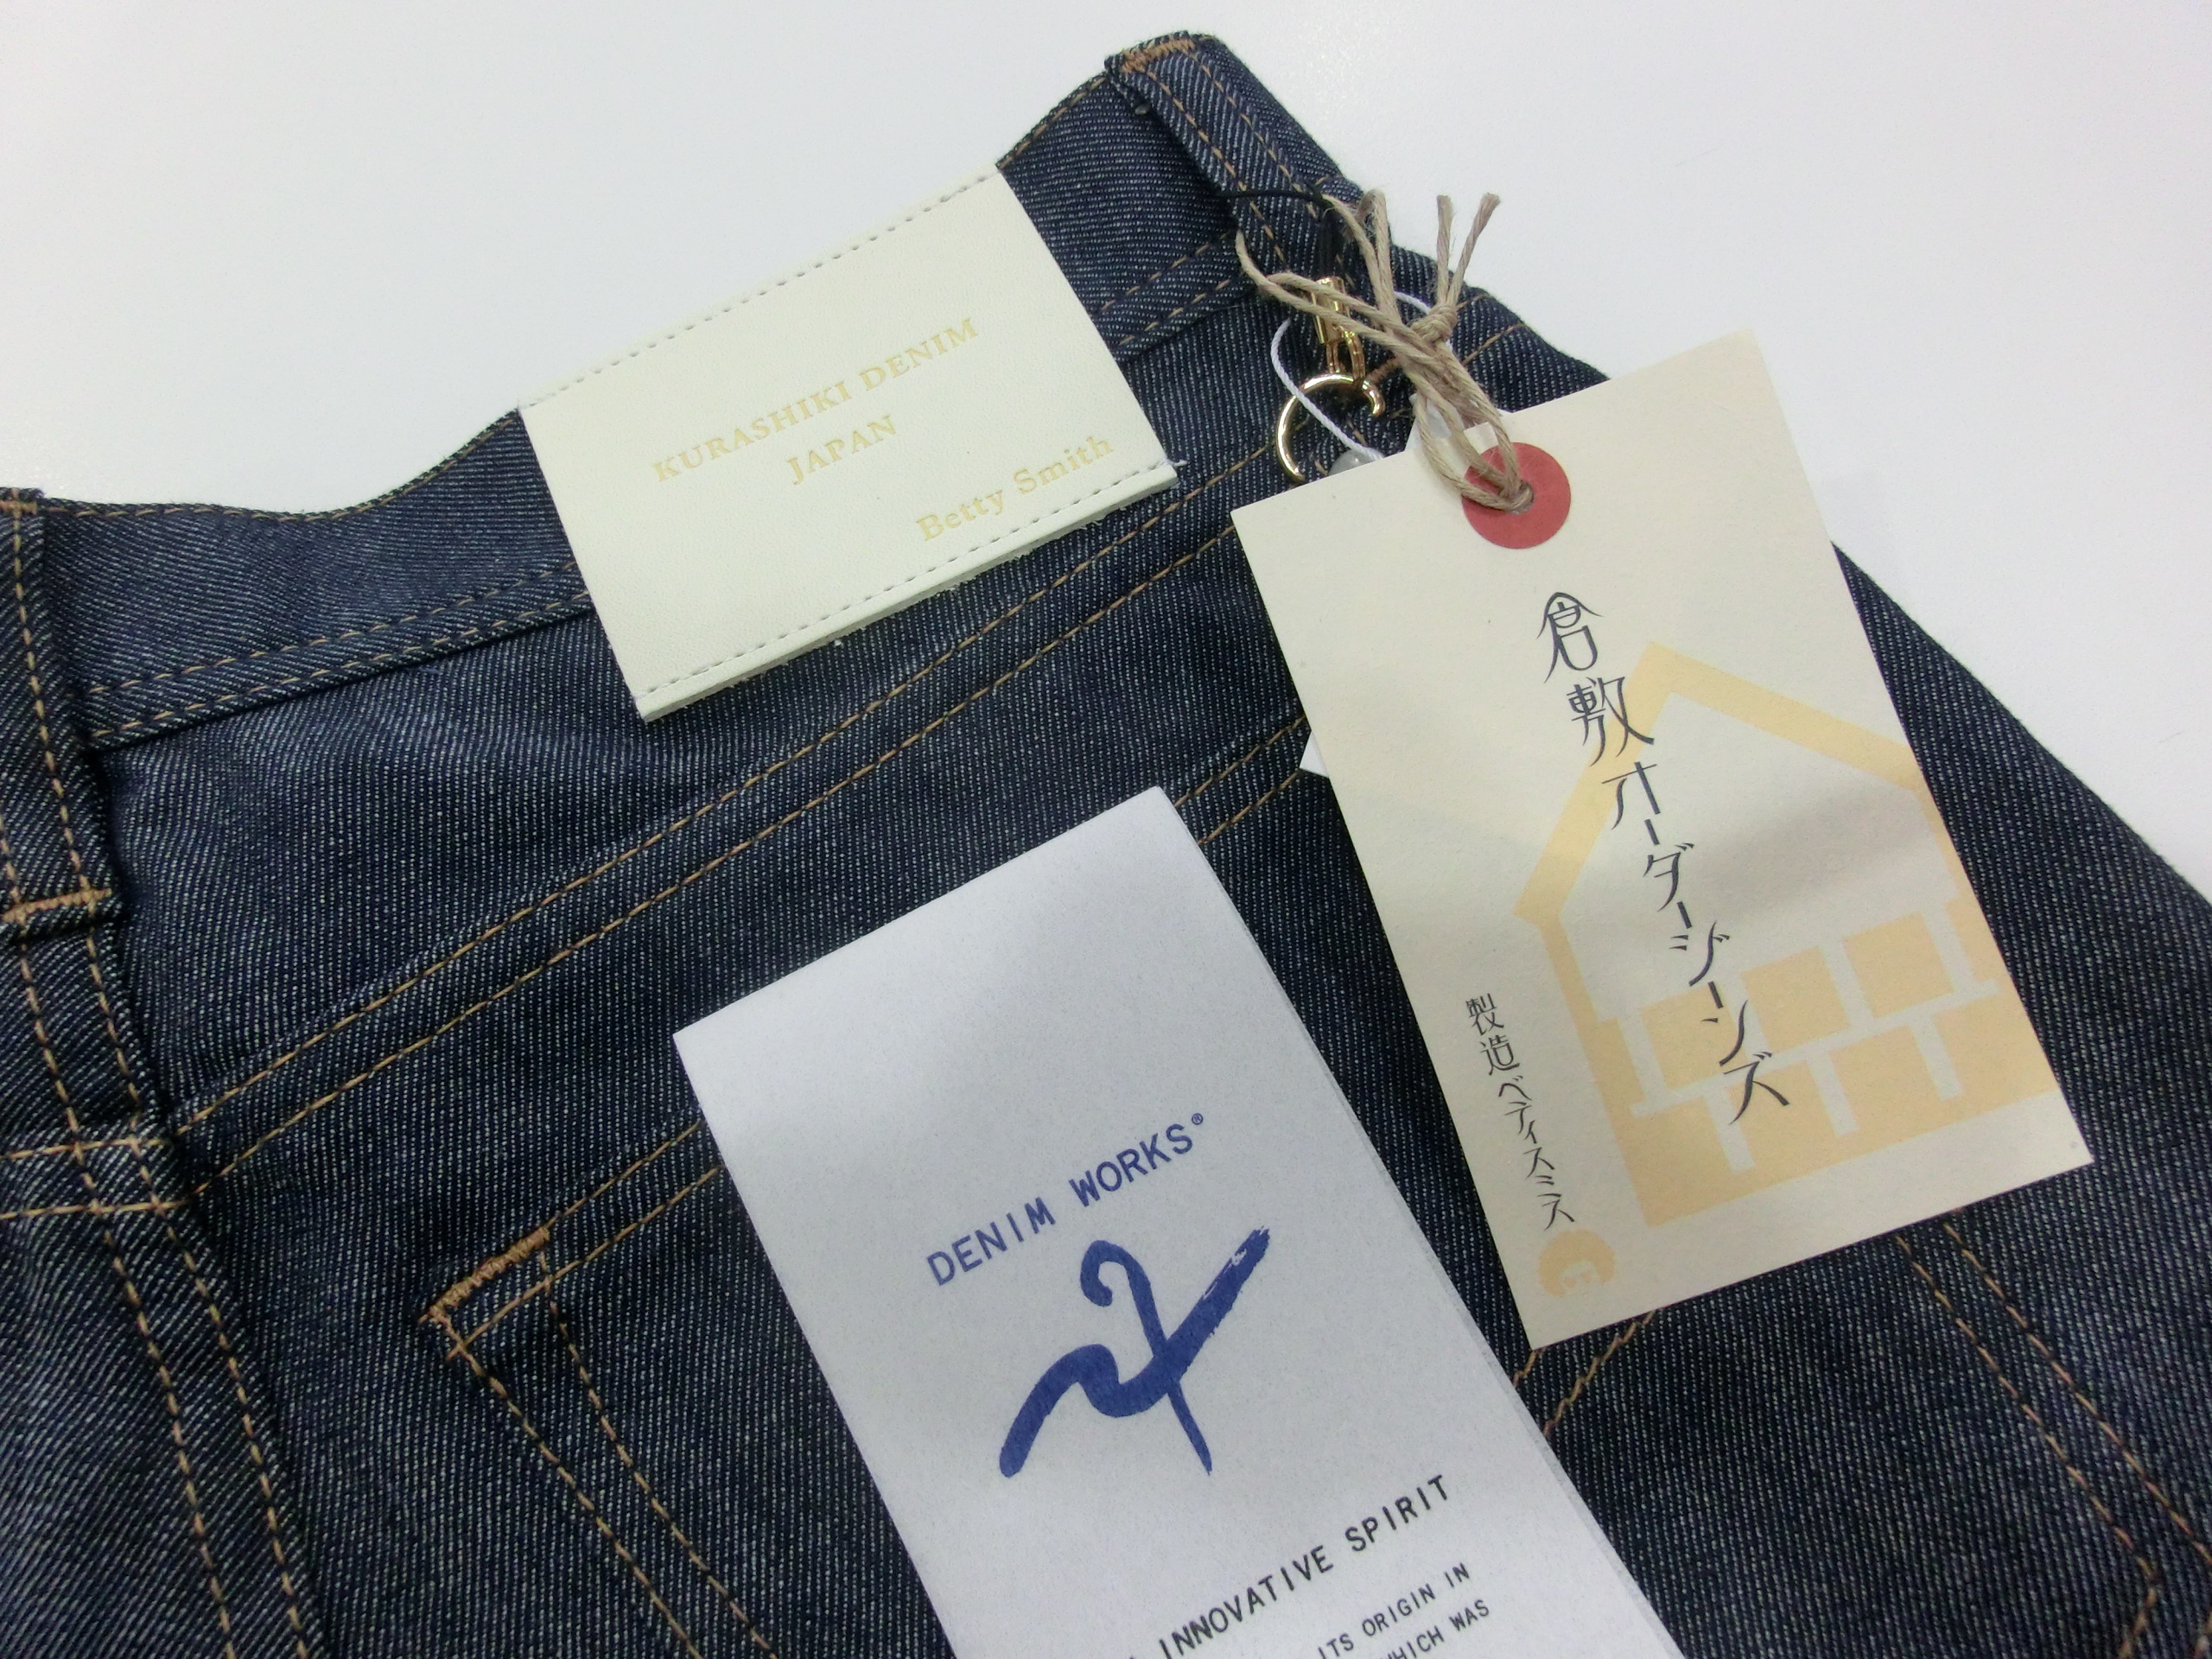 KURASHIKI DENIM
JAPAN
Betty Smith
倉敷オーダージーンズ
製造ベティスミス
DENIM WORKS®
INNOVATIVE SPIRIT
ITS ORIGIN IN
WHICH WAS